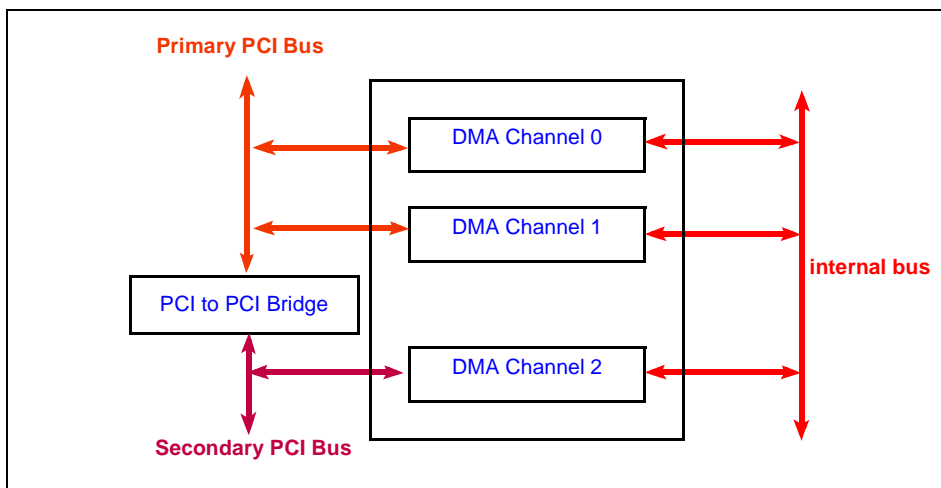 Primary PCI Bus
DMA Channel 0
DMA Channel 1
internal bus
PCI to PCI Bridge
DMA Channel 2
Secondary PCI Bus